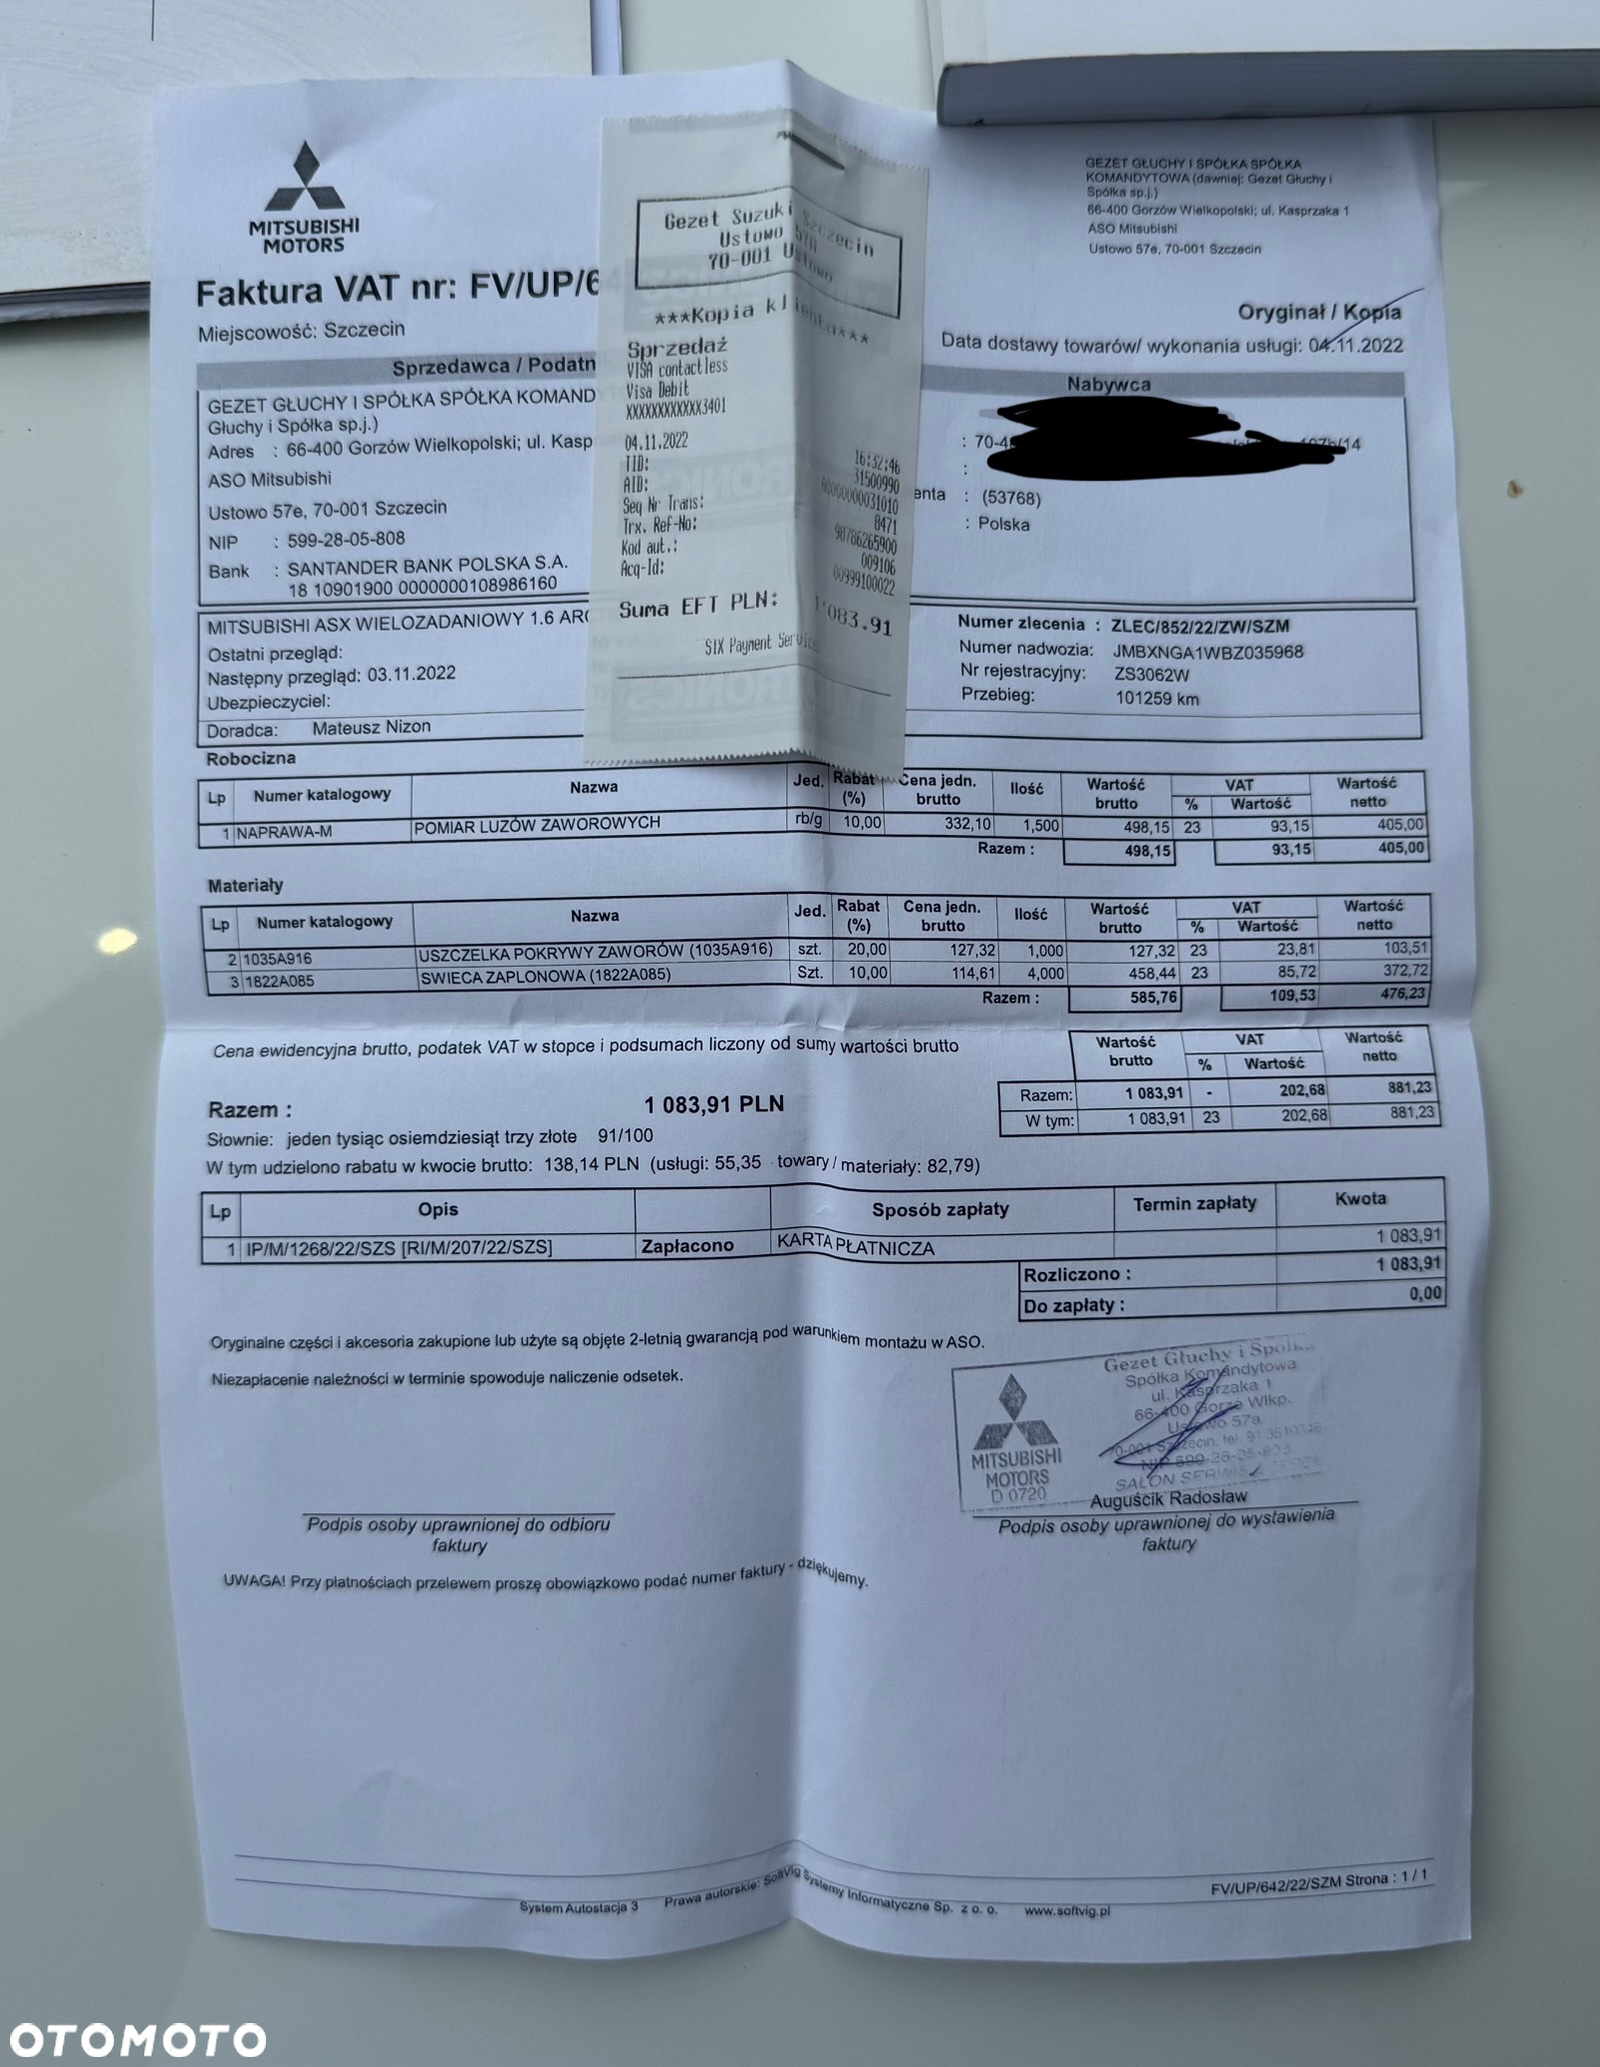 MITSUBISHI
MOTORS
GEZET GŁUCHY I SPÓŁKA SPÓŁKA
KOMANDYTOWA (dawniej: Gezet Głuchy i
Spółka sp.j.)
66-400 Gorzów Wielkopolski; ul. Kasprzaka 1
ASO Mitsubishi
Ustowo 57e, 70-001 Szczecin
Faktura VAT nr: FV/UP/6
Miejscowość: Szczecin
Oryginał / Kopia
Data dostawy towarów/ wykonania usługi: 04.11.2022
Sprzedawca / Podatn
GEZET GŁUCHY I SPÓŁKA SPÓŁKA KOMAND
Głuchy i Spółka sp.j.)
Adres : 66-400 Gorzów Wielkopolski; ul. Kasp
ASO Mitsubishi
Ustowo 57e, 70-001 Szczecin
NIP : 599-28-05-808
Bank : SANTANDER BANK POLSKA S.A.
18 10901900 0000000108986160
Gezet Suzuki Szczecin
Ustowo 57A
70-001 Ustowo
***Kopia klienta***
Sprzedaż
VISA contactless
Visa Debit
XXXXXXXXXXXX3401
04.11.2022 16:32:46
TID: 31500990
AID: A0000000031010
Seq Nr Trans: 8471
Trx. Ref-No: 98786265900
Kod aut.: 009106
Acq-Id: 00999100022
Suma EFT PLN: 1'083.91
SIX Payment Services
Nabywca
: 70-4
/14
:
enta : (53768)
: Polska
MITSUBISHI ASX WIELOZADANIOWY 1.6 ARC
Ostatni przegląd:
Następny przegląd: 03.11.2022
Ubezpieczyciel:
Doradca: Mateusz Nizon
Numer zlecenia : ZLEC/852/22/ZW/SZM
Numer nadwozia: JMBXNGA1WBZ035968
Nr rejestracyjny: ZS3062W
Przebieg: 101259 km
Robocizna
Lp Numer katalogowy Nazwa Jed. Rabat (%) Cena jedn. brutto Ilość Wartość brutto VAT % Wartość Wartość netto
1 NAPRAWA-M POMIAR LUZÓW ZAWOROWYCH rb/g 10,00 332,10 1,500 498,15 23 93,15 405,00
Razem : 498,15 93,15 405,00
Materiały
Lp Numer katalogowy Nazwa Jed. Rabat (%) Cena jedn. brutto Ilość Wartość brutto VAT % Wartość Wartość netto
2 1035A916 USZCZELKA POKRYWY ZAWORÓW (1035A916) szt. 20,00 127,32 1,000 127,32 23 23,81 103,51
3 1822A085 SWIECA ZAPLONOWA (1822A085) Szt. 10,00 114,61 4,000 458,44 23 85,72 372,72
Razem : 585,76 109,53 476,23
Cena ewidencyjna brutto, podatek VAT w stopce i podsumach liczony od sumy wartości brutto
Wartość brutto VAT % Wartość Wartość netto
Razem: 1 083,91 - 202,68 881,23
W tym: 1 083,91 23 202,68 881,23
Razem : 1 083,91 PLN
Słownie: jeden tysiąc osiemdziesiąt trzy złote 91/100
W tym udzielono rabatu w kwocie brutto: 138,14 PLN (usługi: 55,35 towary / materiały: 82,79)
Lp Opis Sposób zapłaty Termin zapłaty Kwota
1 IP/M/1268/22/SZS [RI/M/207/22/SZS] Zapłacono KARTA PŁATNICZA 1 083,91
Rozliczono : 1 083,91
Do zapłaty : 0,00
Oryginalne części i akcesoria zakupione lub użyte są objęte 2-letnią gwarancją pod warunkiem montażu w ASO.
Niezapłacenie należności w terminie spowoduje naliczenie odsetek.
MITSUBISHI
MOTORS
D 0720
Gezet Głuchy i Spółka
Spółka Komandytowa
ul. Kasprzaka 1
66-400 Gorzów Wlkp.
Ustowo 57a
70-001 Szczecin, tel.
NIP 599-28-05-808
SALON SERWIS
Auguścik Radosław
Podpis osoby uprawnionej do odbioru
faktury
Podpis osoby uprawnionej do wystawienia
faktury
UWAGA! Przy płatnościach przelewem proszę obowiązkowo podać numer faktury - dziękujemy.
System Autostacja 3 Prawa autorskie: SoftVig Systemy Informatyczne Sp. z o. o. www.softvig.pl
FV/UP/642/22/SZM Strona : 1 / 1
OTOMOTO